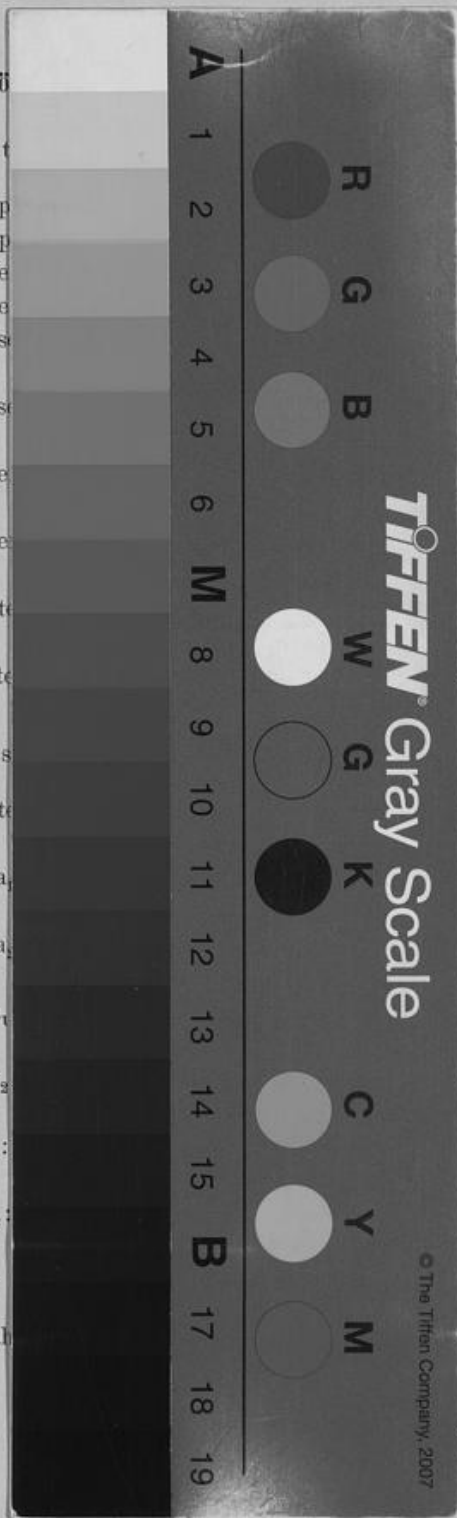 TIFFEN® Gray Scale
© The Tiffen Company, 2007
R G B W G K C Y M
A 1 2 3 4 5 6 M 8 9 10 11 12 13 14 15 B 17 18 19